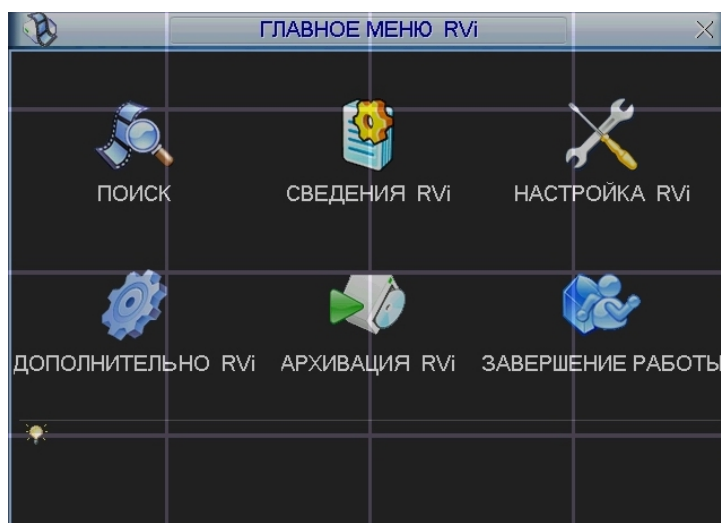 ГЛАВНОЕ МЕНЮ RVi
ПОИСК
СВЕДЕНИЯ RVi
НАСТРОЙКА RVi
ДОПОЛНИТЕЛЬНО RVi
АРХИВАЦИЯ RVi
ЗАВЕРШЕНИЕ РАБОТЫ